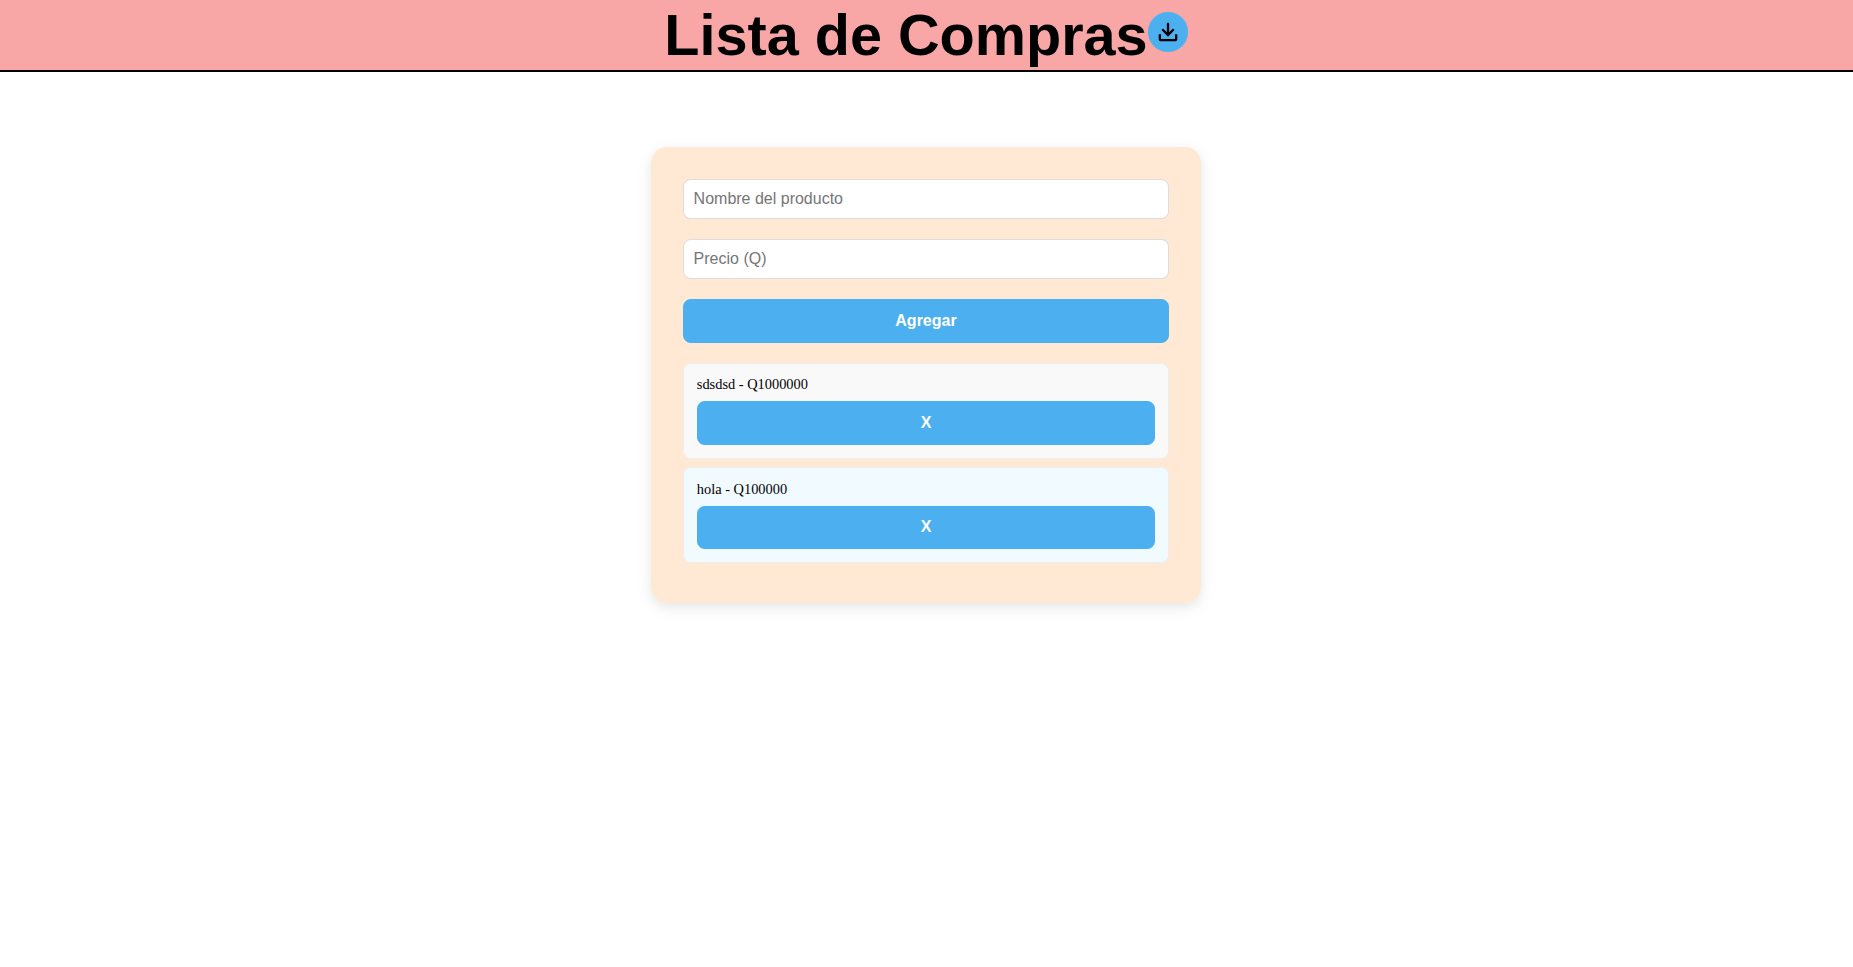 Lista de Compras
Nombre del producto
Precio (Q)
Agregar
sdsdsd - Q1000000
X
hola - Q100000
X